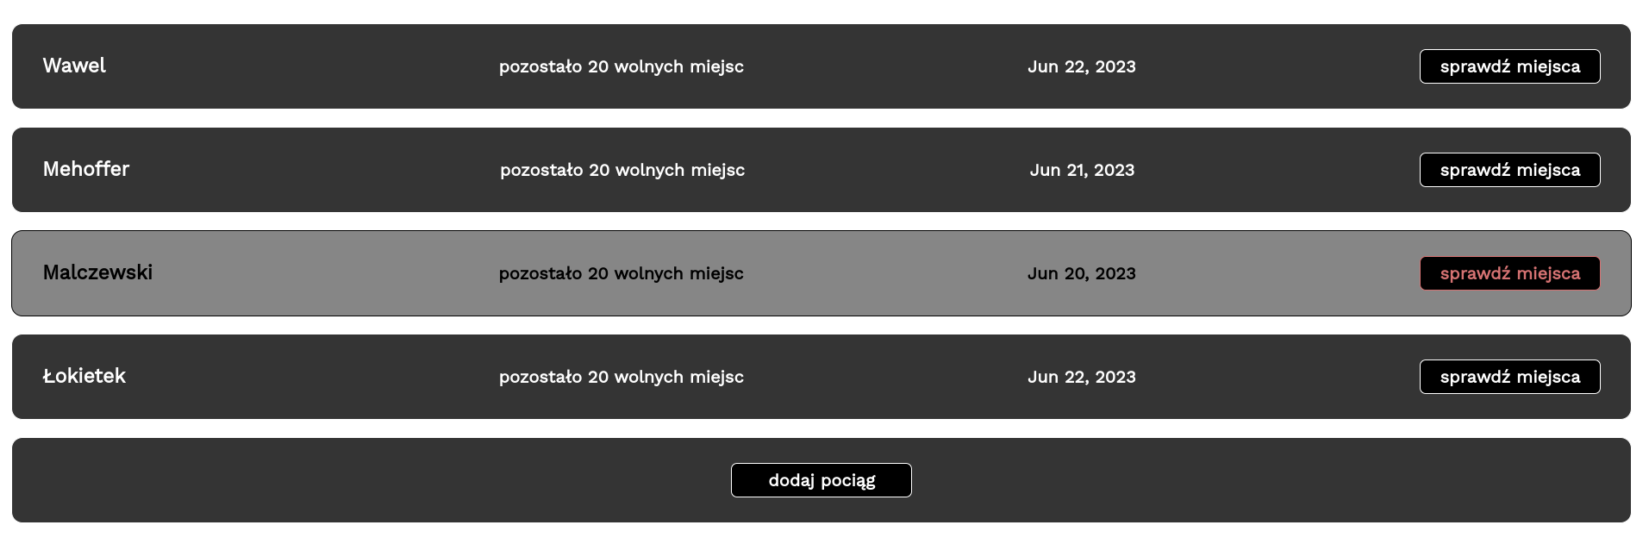 Wawel pozostało 20 wolnych miejsc Jun 22, 2023 sprawdź miejsca
Mehoffer pozostało 20 wolnych miejsc Jun 21, 2023 sprawdź miejsca
Malczewski pozostało 20 wolnych miejsc Jun 20, 2023 sprawdź miejsca
Łokietek pozostało 20 wolnych miejsc Jun 22, 2023 sprawdź miejsca
dodaj pociąg